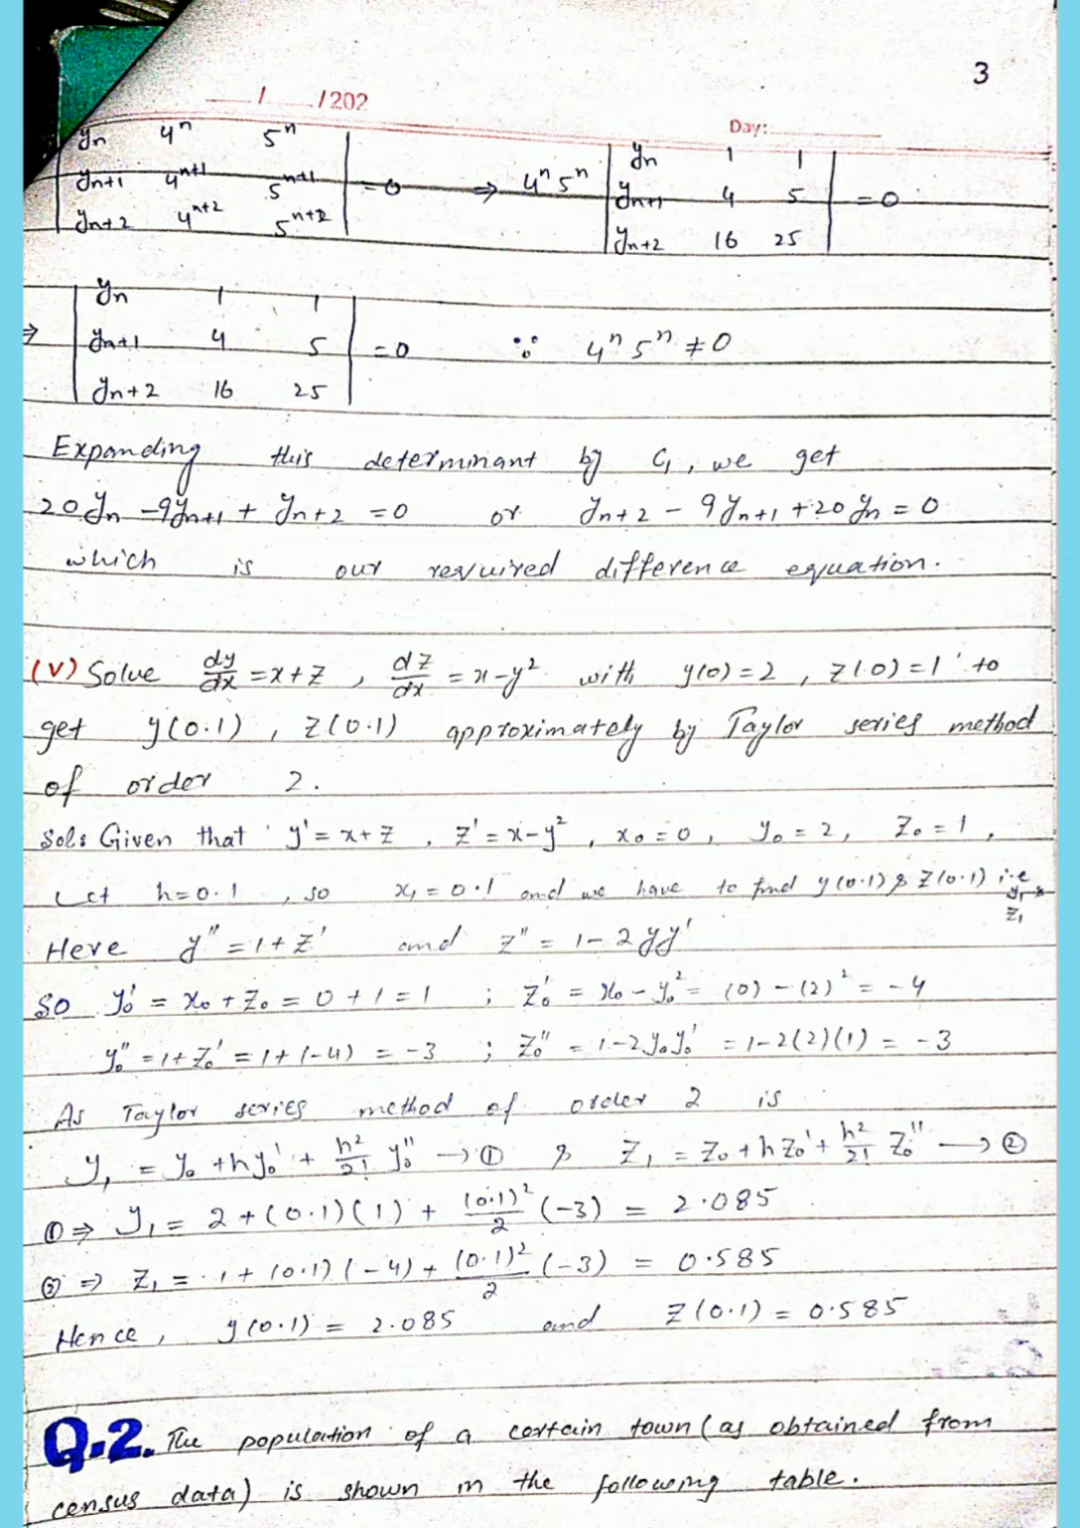 3
/ /202
Day:
yn 4^n 5^n | yn 1 1
yn+1 4^n+1 5^n+1 = 0 ⇒ 4^n 5^n | yn+1 4 5 | = 0
yn+2 4^n+2 5^n+2 | yn+2 16 25
yn 1 1
⇒ yn+1 4 5 = 0 ∵ 4^n 5^n ≠ 0
yn+2 16 25
Expanding this determinant by C1, we get
20yn - 9yn+1 + yn+2 = 0 or yn+2 - 9yn+1 + 20yn = 0
which is our required difference equation.
(V) Solve dy/dx = x+z , dz/dx = x-y² with y(0) = 2 , z(0) = 1 to
get y(0.1) , z(0.1) approximately by Taylor series method
of order 2.
Sol: Given that y' = x+z , z' = x-y² , x0 = 0 , y0 = 2 , z0 = 1 ,
Let h=0.1 , so x1 = 0.1 and we have to find y(0.1) & z(0.1) i.e
y1
z1
Here y'' = 1+z' and z'' = 1-2yy'
So y0' = x0 + z0 = 0+1 = 1 ; z0' = x0 - y0² = (0) - (2)² = -4
y0'' = 1+z0' = 1+(-4) = -3 ; z0'' = 1-2y0y0' = 1-2(2)(1) = -3
As Taylor series method of order 2 is
y1 = y0 + hy0' + h²/2! y0'' → ① & z1 = z0 + hz0' + h²/2! z0'' → ②
① ⇒ y1 = 2+(0.1)(1) + (0.1)²/2 (-3) = 2.085
② ⇒ z1 = 1+(0.1)(-4) + (0.1)²/2 (-3) = 0.585
Hence, y(0.1) = 2.085 and z(0.1) = 0.585
Q.2. The population of a certain town (as obtained from
census data) is shown in the following table.